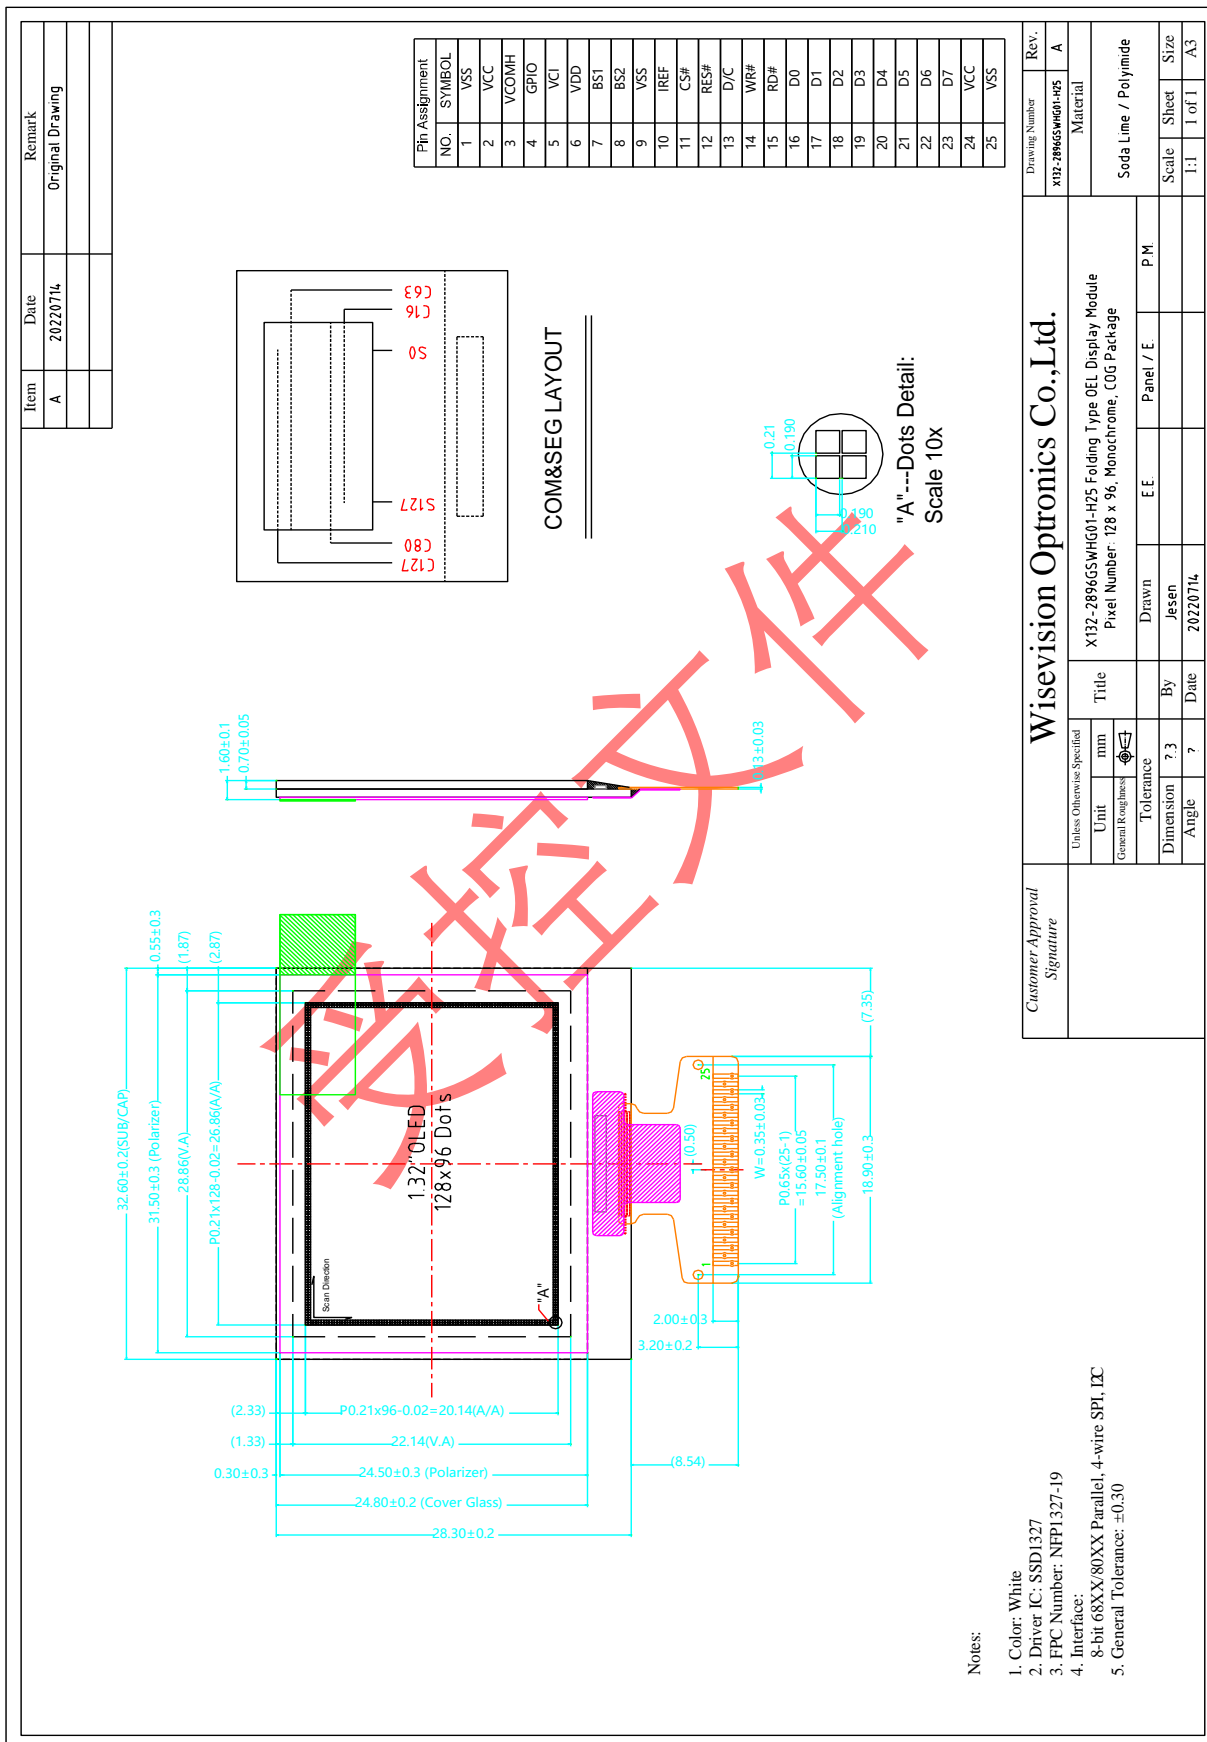 Item Date Remark
A 20220714 Original Drawing
32.60±0.2(SUB/CAP)
31.50±0.3 (Polarizer)
0.55±0.3
28.86(V.A)
(1.87)
P0.21x128-0.02=26.86(A/A)
(2.87)
1.60±0.1
0.70±0.05
0.13±0.03
Scan Direction
1.32" OLED
128x96 Dots
"A"
(2.33)
P0.21x96-0.02=20.14(A/A)
(1.33)
22.14(V.A)
0.30±0.3
24.50±0.3 (Polarizer)
24.80±0.2 (Cover Glass)
28.30±0.2
(8.54)
(0.50)
1
25
2.00±0.3
3.20±0.2
W=0.35±0.03
P0.65x(25-1)
=15.60±0.05
17.50±0.1
(Alignment hole)
18.90±0.3
(7.35)
C127
C80
S127
S0
C16
C63
COM&SEG LAYOUT
0.21
0.190
0.190
0.210
"A"---Dots Detail:
Scale 10x
Pin Assignment
NO. SYMBOL
1 VSS
2 VCC
3 VCOMH
4 GPIO
5 VCI
6 VDD
7 BS1
8 BS2
9 VSS
10 IREF
11 CS#
12 RES#
13 D/C
14 WR#
15 RD#
16 D0
17 D1
18 D2
19 D3
20 D4
21 D5
22 D6
23 D7
24 VCC
25 VSS
受控文件
Notes:
1. Color: White
2. Driver IC: SSD1327
3. FPC Number: NFP1327-19
4. Interface:
8-bit 68XX/80XX Parallel, 4-wire SPI, I2C
5. General Tolerance: ±0.30
Customer Approval
Signature
Wisevision Optronics Co.,Ltd.
Drawing Number Rev.
X132-2896GSWHG01-H25 A
Unless Otherwise Specified
Unit mm
General Roughness
Tolerance
Dimension ?.3
Angle ?
Title
X132-2896GSWHG01-H25 Folding Type OEL Display Module
Pixel Number: 128 x 96, Monochrome, COG Package
Material
Soda Lime / Polyimide
Drawn E.E. Panel / E. P.M.
By Jesen
Date 20220714
Scale Sheet Size
1:1 1 of 1 A3